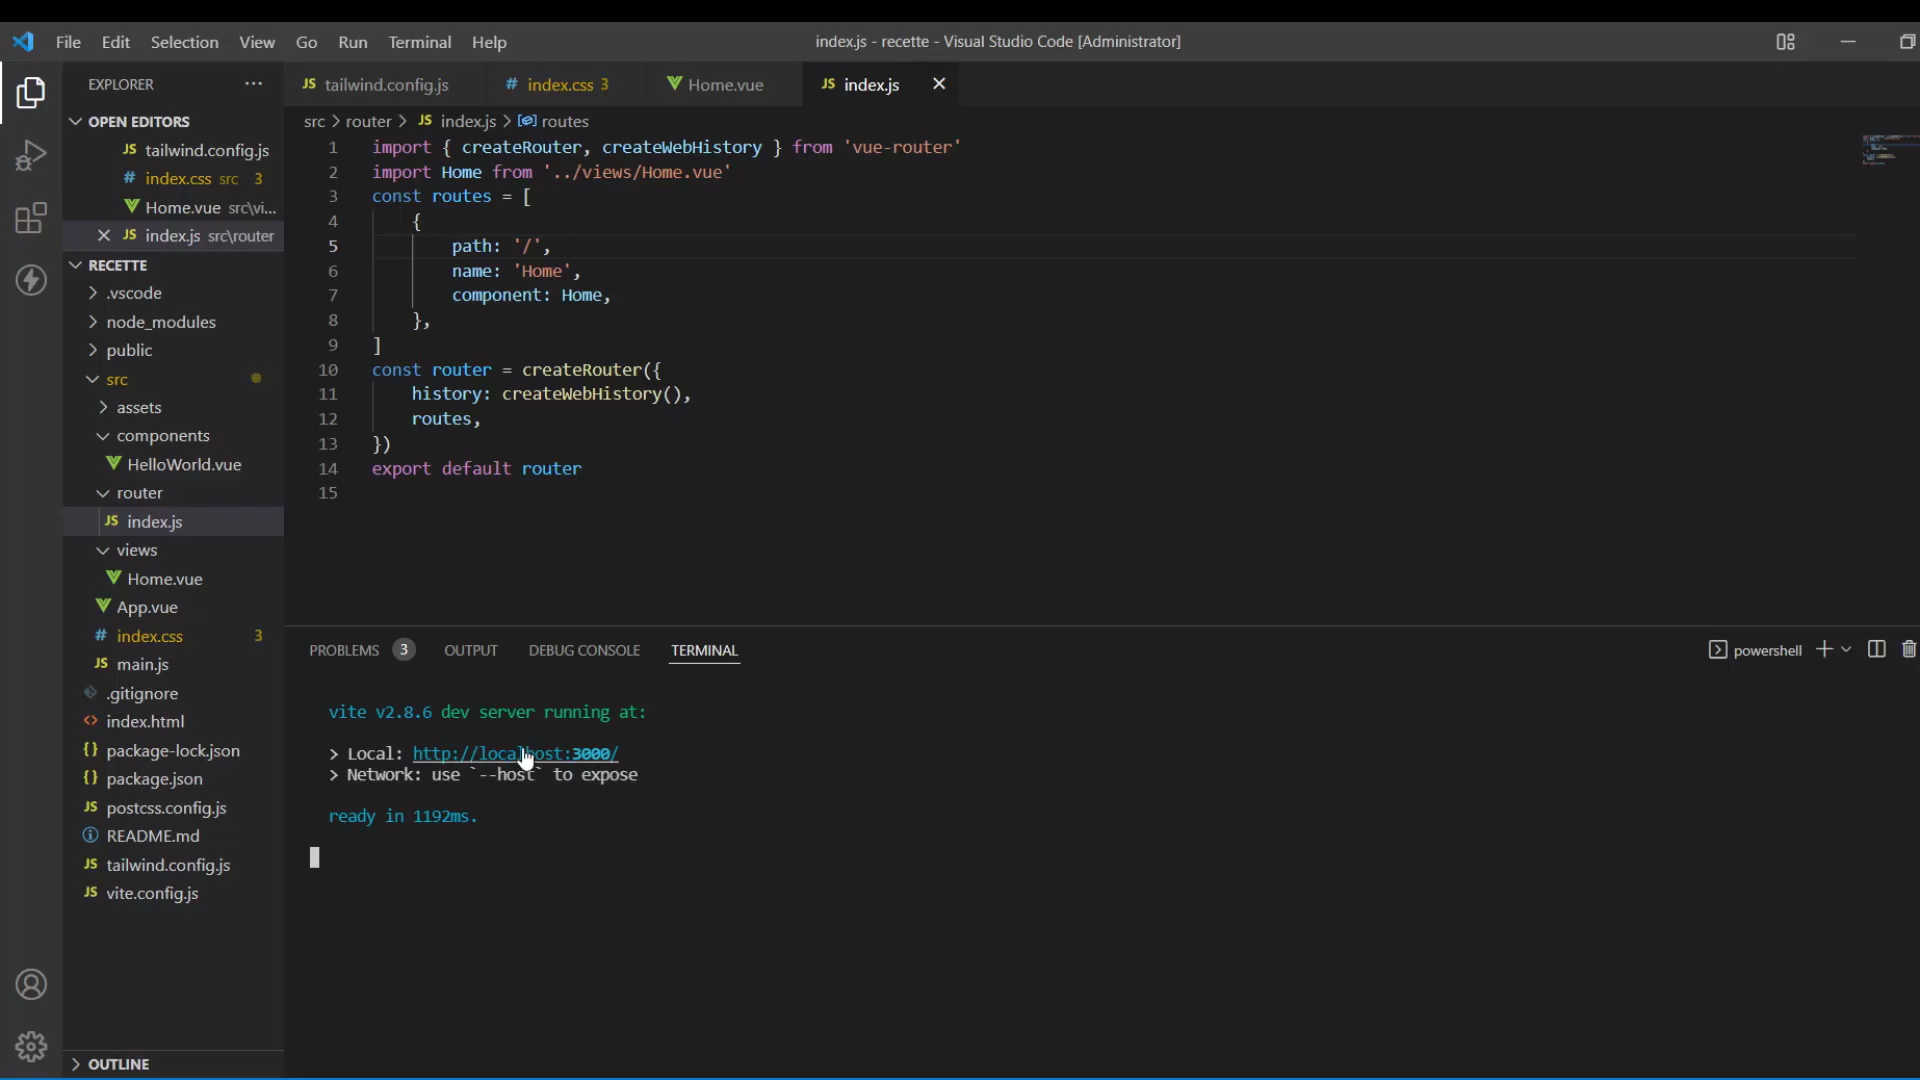 File Edit Selection View Go Run Terminal Help
index.js - recette - Visual Studio Code [Administrator]
EXPLORER
JS tailwind.config.js
# index.css 3
Home.vue
JS index.js
OPEN EDITORS
JS tailwind.config.js
# index.css src 3
Home.vue src\vi...
JS index.js src\router
RECETTE
.vscode
node_modules
public
src
assets
components
HelloWorld.vue
router
JS index.js
views
Home.vue
App.vue
# index.css 3
JS main.js
.gitignore
<> index.html
{} package-lock.json
{} package.json
JS postcss.config.js
README.md
JS tailwind.config.js
JS vite.config.js
OUTLINE
src > router > JS index.js > routes
1 import { createRouter, createWebHistory } from 'vue-router'
2 import Home from '../views/Home.vue'
3 const routes = [
4 {
5 path: '/',
6 name: 'Home',
7 component: Home,
8 },
9 ]
10 const router = createRouter({
11 history: createWebHistory(),
12 routes,
13 })
14 export default router
15
PROBLEMS 3 OUTPUT DEBUG CONSOLE TERMINAL
powershell
vite v2.8.6 dev server running at:
> Local: http://localhost:3000/
> Network: use `--host` to expose
ready in 1192ms.